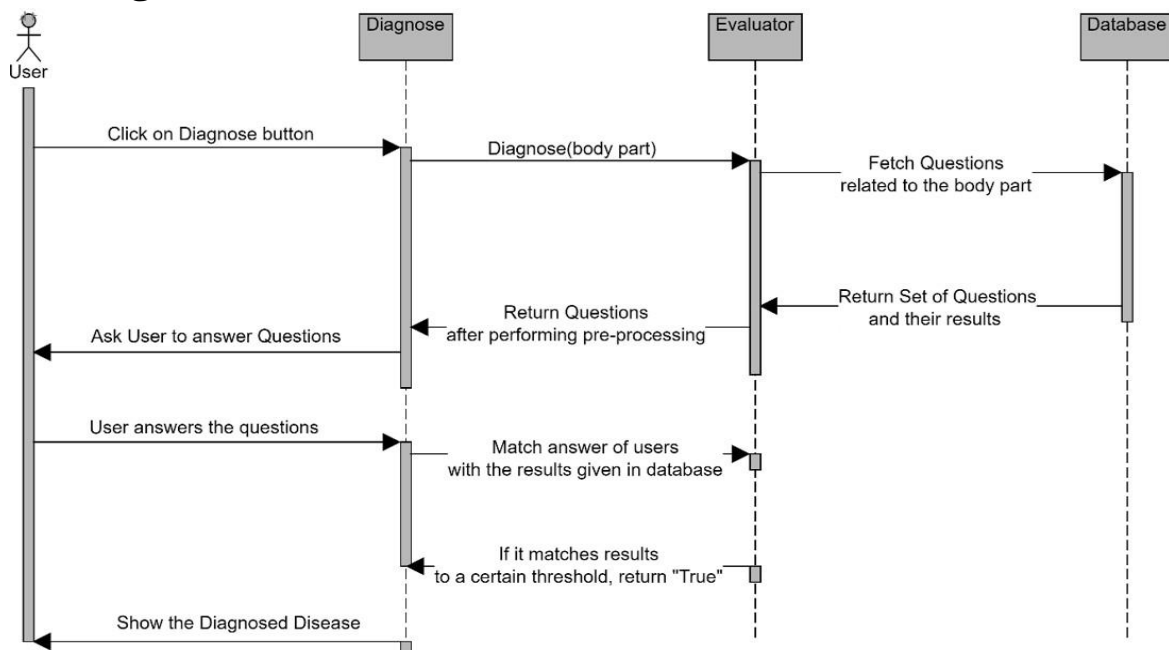 Diagnose
Evaluator
Database
User
Click on Diagnose button
Diagnose(body part)
Fetch Questions
related to the body part
Return Set of Questions
and their results
Return Questions
after performing pre-processing
Ask User to answer Questions
User answers the questions
Match answer of users
with the results given in database
If it matches results
to a certain threshold, return "True"
Show the Diagnosed Disease